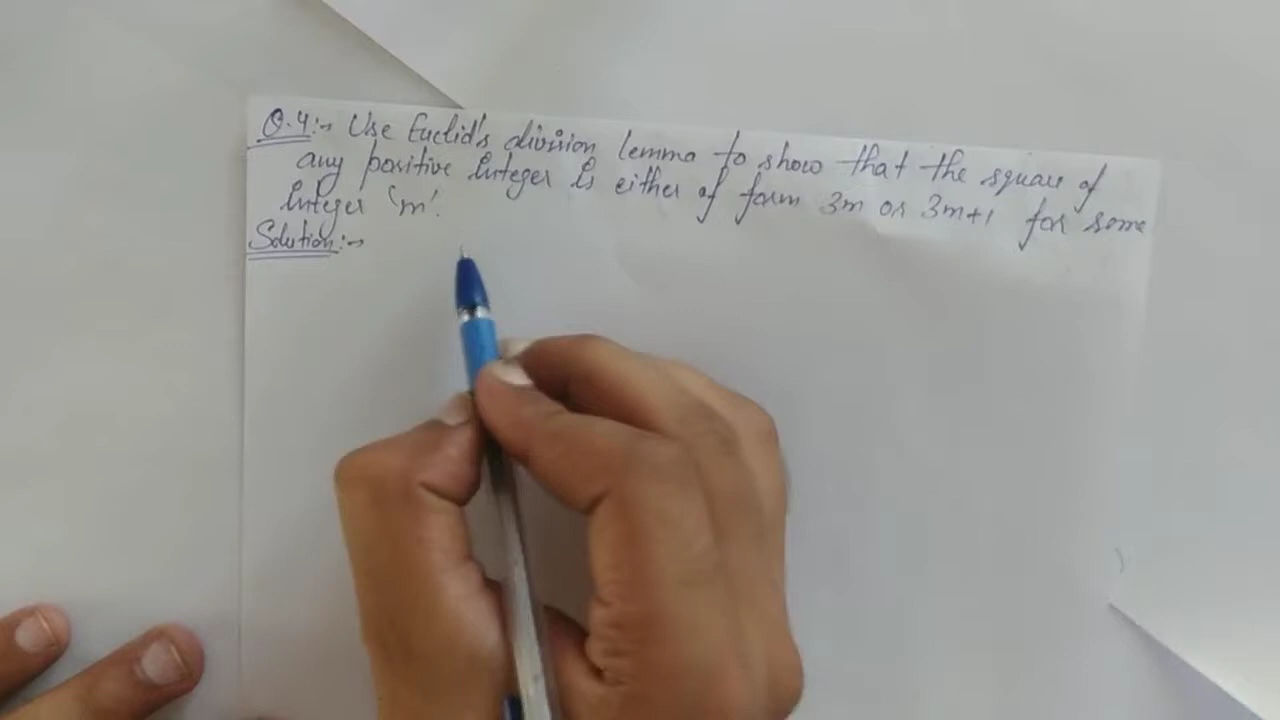 Q.4:→ Use Euclid's division lemma to show that the square of
any positive integer is either of form 3m or 3m+1 for some
integer 'm'.
Solution:→